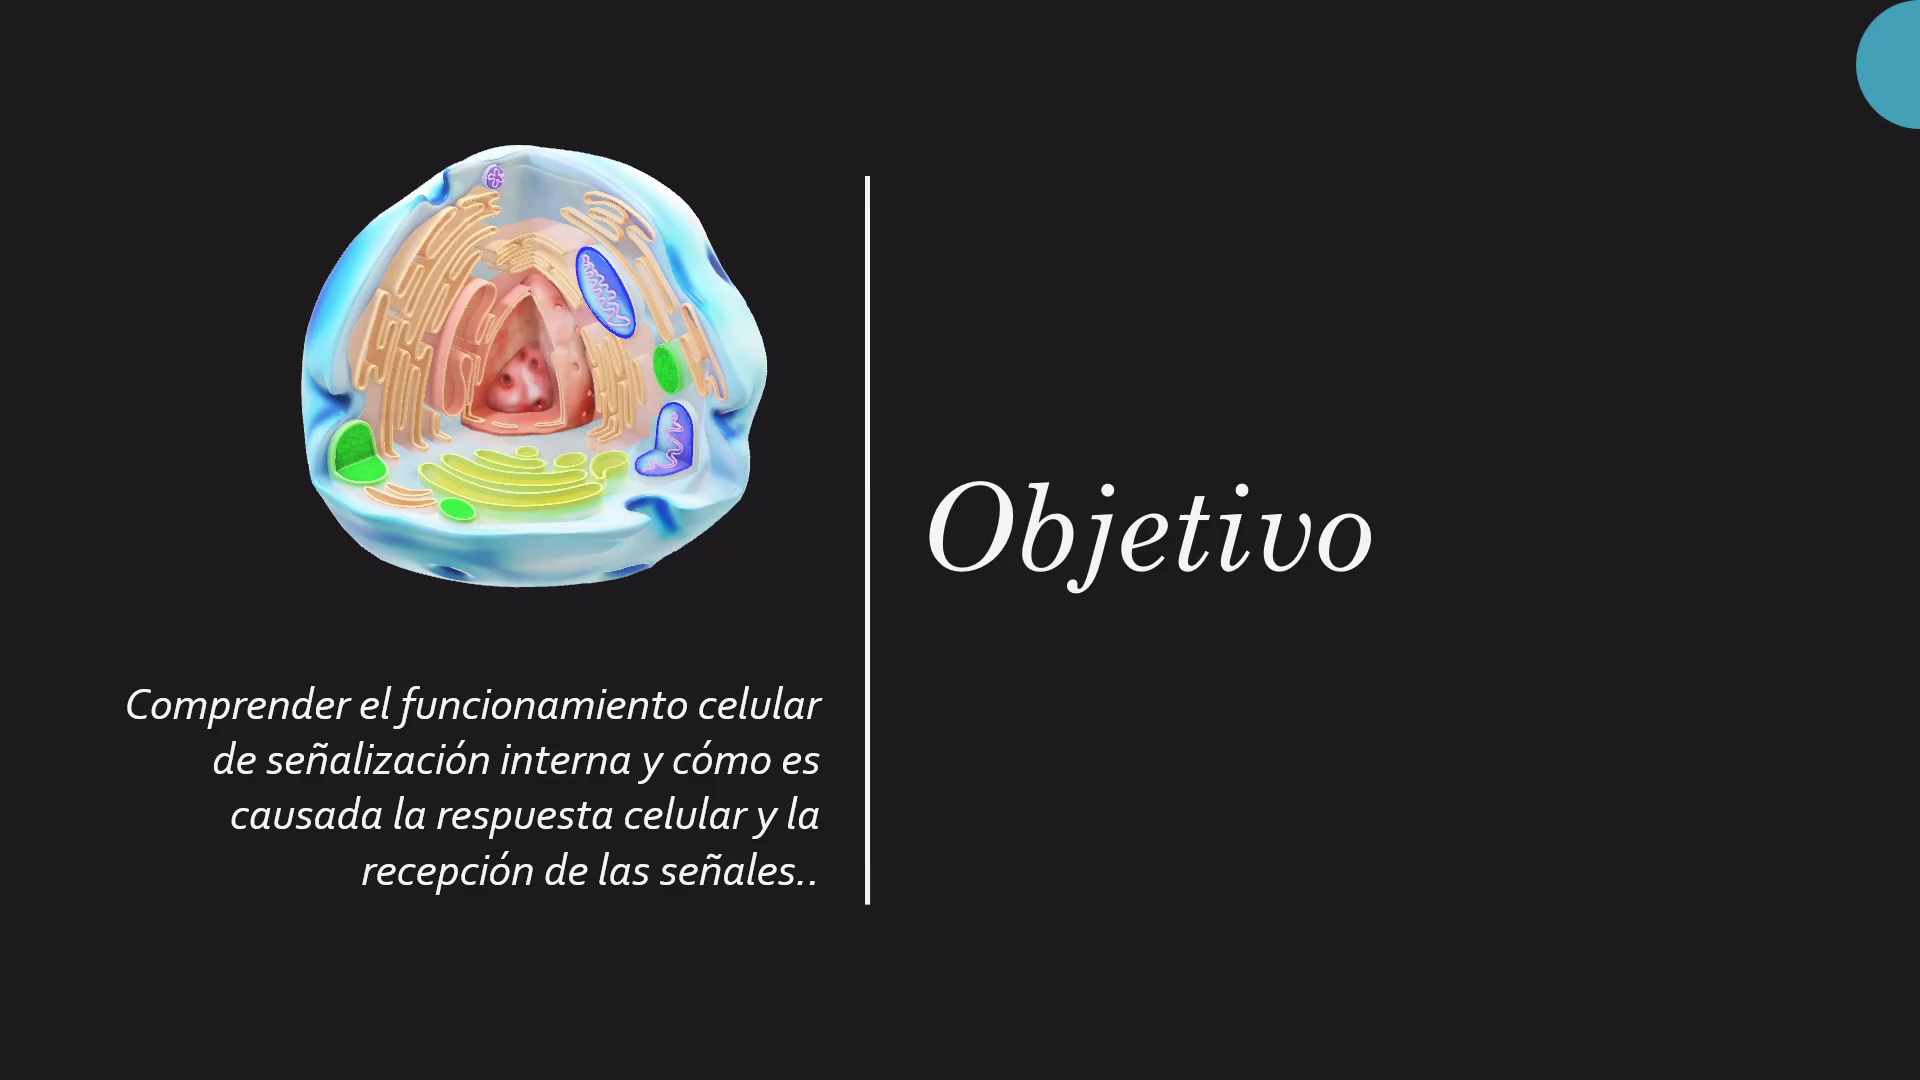 Objetivo
Comprender el funcionamiento celular
de señalización interna y cómo es
causada la respuesta celular y la
recepción de las señales..